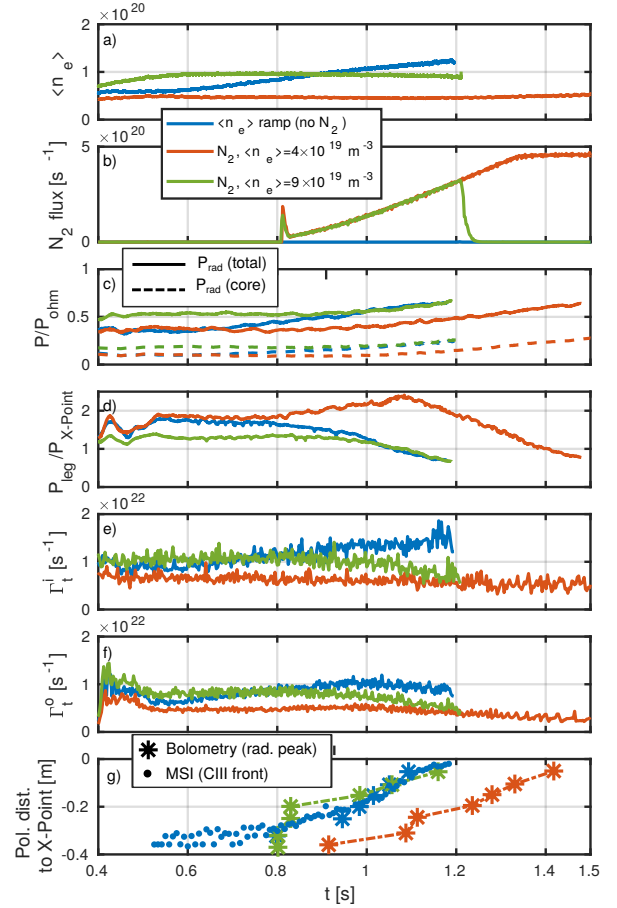 ×10^20
a)
2
1
0
<n_e>
<n_e> ramp (no N_2)
N_2, <n_e>=4×10^19 m^-3
N_2, <n_e>=9×10^19 m^-3
×10^20
b)
5
0
N_2 flux [s^-1]
P_rad (total)
P_rad (core)
c)
1
0.5
0
P/P_ohm
d)
2
1
0
P_leg/P_X-Point
×10^22
e)
2
1
0
Γ_t^i [s^-1]
×10^22
f)
2
1
0
Γ_t^o [s^-1]
Bolometry (rad. peak)
MSI (CIII front)
g)
0
-0.2
-0.4
Pol. dist.
to X-Point [m]
0.4 0.6 0.8 1 1.2 1.4 1.5
t [s]